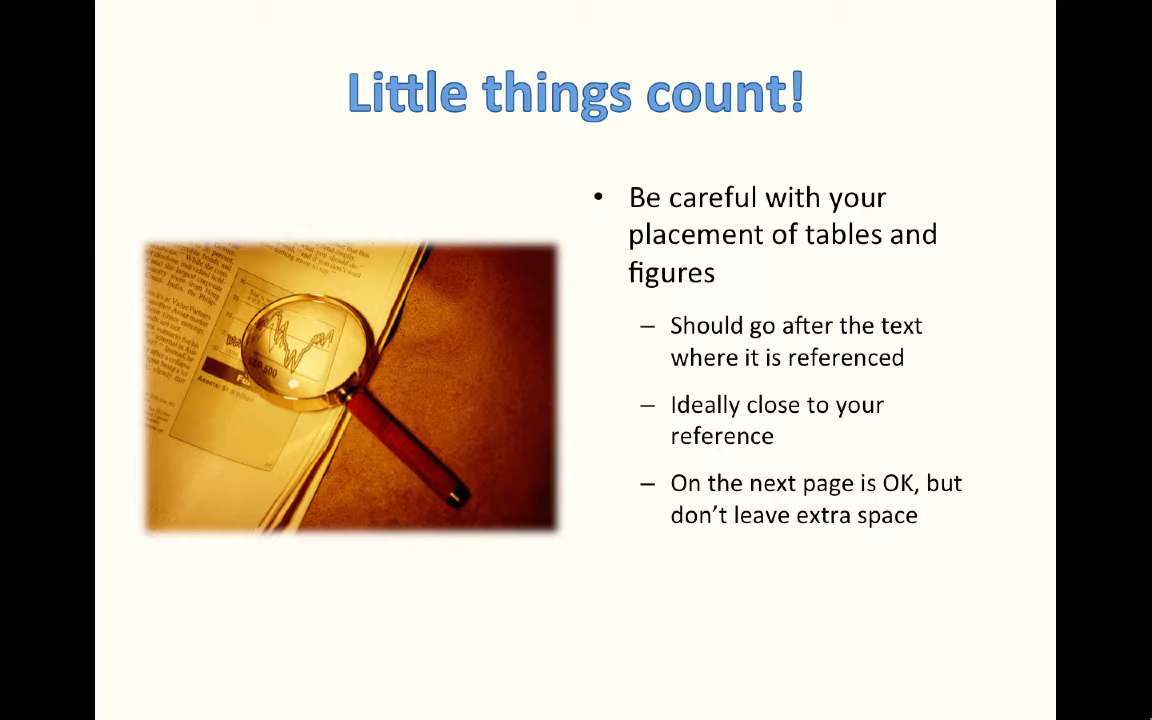 Little things count!
• Be careful with your
placement of tables and
figures
– Should go after the text
where it is referenced
– Ideally close to your
reference
– On the next page is OK, but
don't leave extra space
S&P 500